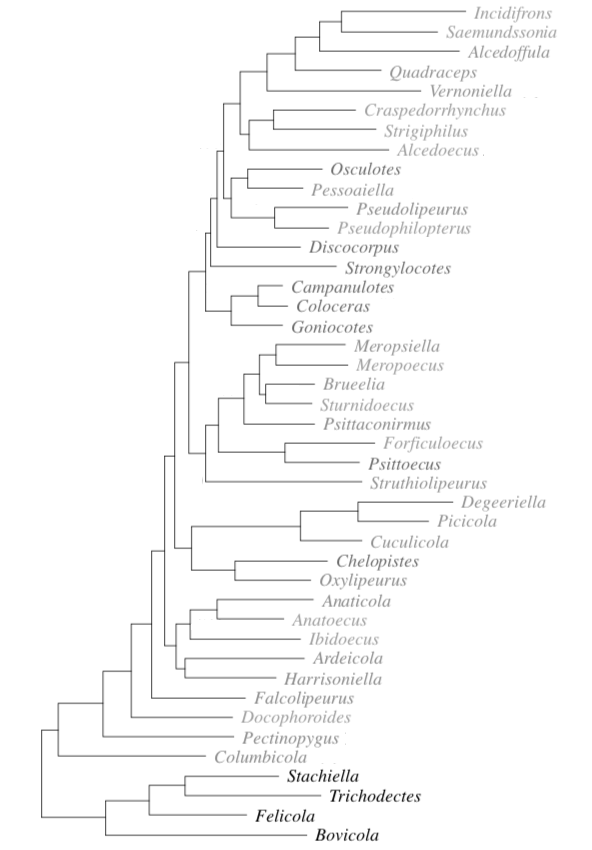 Incidifrons
Saemundssonia
Alcedoffula
Quadraceps
Vernoniella
Craspedorrhynchus
Strigiphilus
Alcedoecus
Osculotes
Pessoaiella
Pseudolipeurus
Pseudophilopterus
Discocorpus
Strongylocotes
Campanulotes
Coloceras
Goniocotes
Meropsiella
Meropoecus
Brueelia
Sturnidoecus
Psittaconirmus
Forficuloecus
Psittoecus
Struthiolipeurus
Degeeriella
Picicola
Cuculicola
Chelopistes
Oxylipeurus
Anaticola
Anatoecus
Ibidoecus
Ardeicola
Harrisoniella
Falcolipeurus
Docophoroides
Pectinopygus
Columbicola
Stachiella
Trichodectes
Felicola
Bovicola